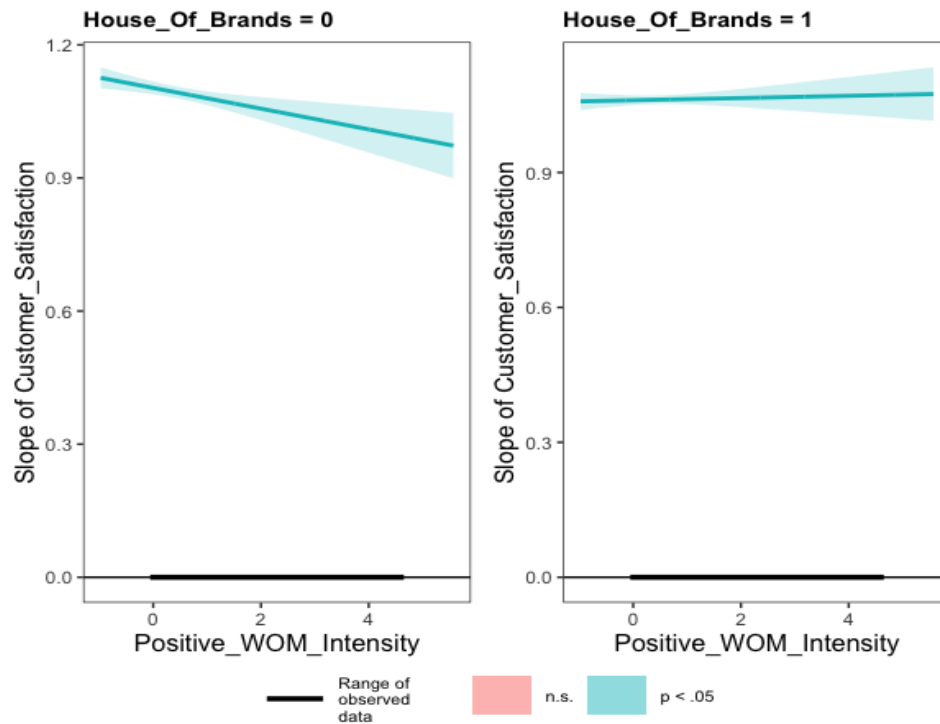 House_Of_Brands = 0
House_Of_Brands = 1
Slope of Customer_Satisfaction
1.2
0.9
0.6
0.3
0.0
0
2
4
Positive_WOM_Intensity
Slope of Customer_Satisfaction
0.9
0.6
0.3
0.0
0
2
4
Positive_WOM_Intensity
Range of
observed
data
n.s.
p < .05